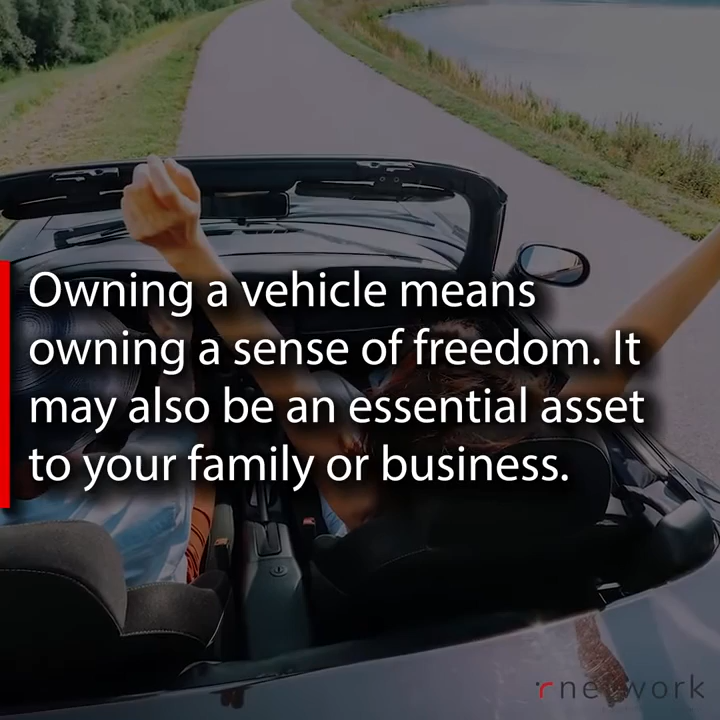 Owning a vehicle means
owning a sense of freedom. It
may also be an essential asset
to your family or business.
rnetwork